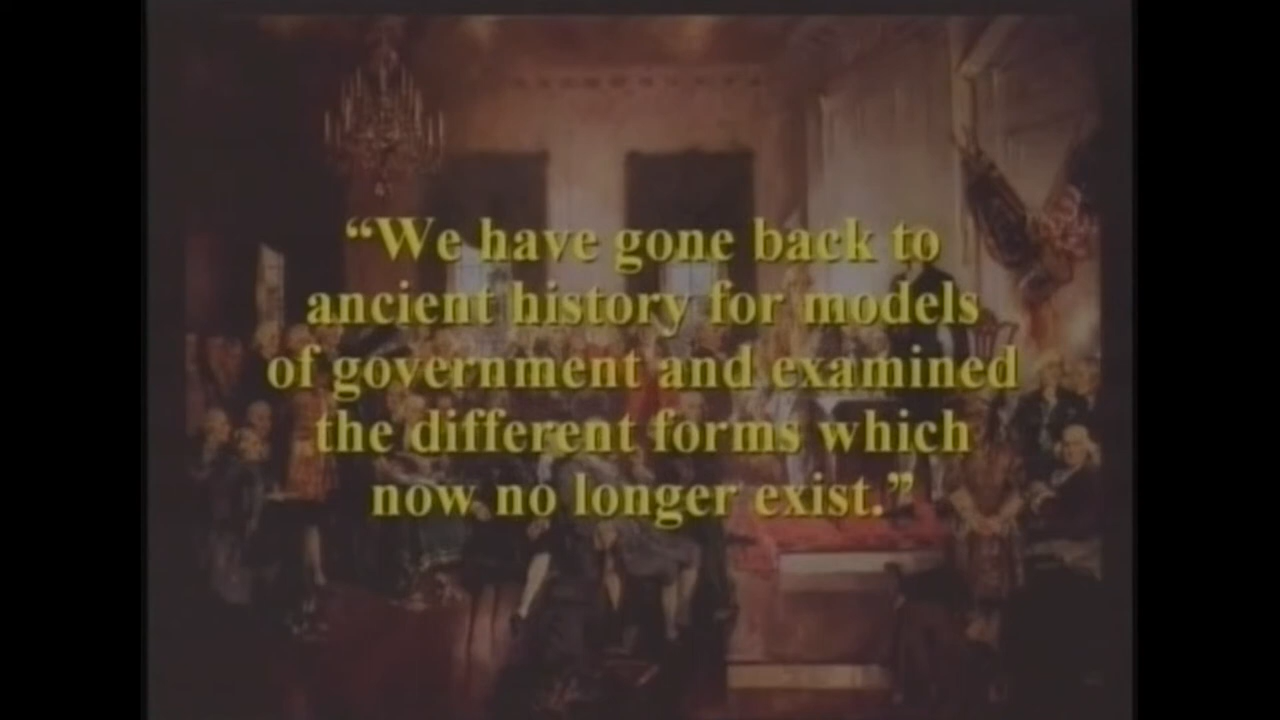 “We have gone back to
ancient history for models
of government and examined
the different forms which
now no longer exist.”